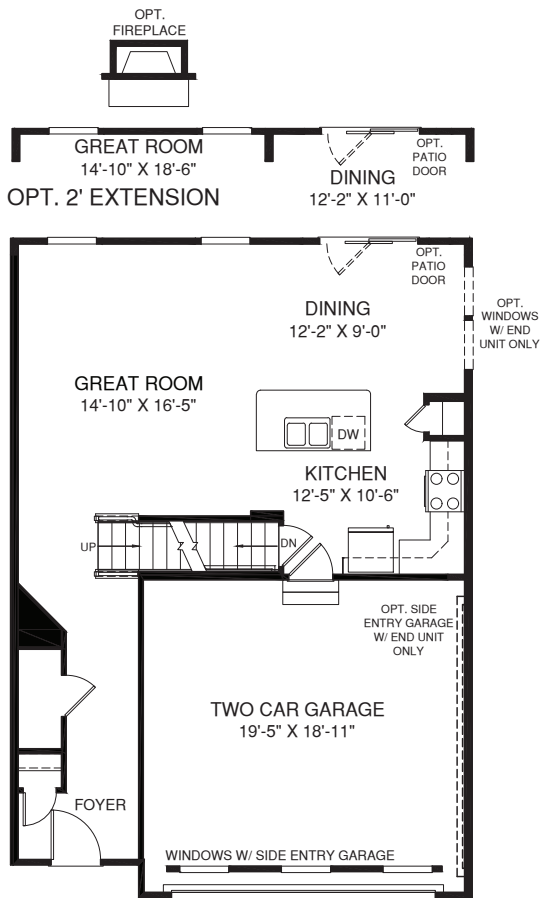 OPT.
FIREPLACE
GREAT ROOM
14'-10" X 18'-6"
OPT.
PATIO
DOOR
DINING
12'-2" X 11'-0"
OPT. 2' EXTENSION
OPT.
PATIO
DOOR
DINING
12'-2" X 9'-0"
OPT.
WINDOWS
W/ END
UNIT ONLY
GREAT ROOM
14'-10" X 16'-5"
DW
KITCHEN
12'-5" X 10'-6"
UP
DN
OPT. SIDE
ENTRY GARAGE
W/ END UNIT
ONLY
TWO CAR GARAGE
19'-5" X 18'-11"
FOYER
WINDOWS W/ SIDE ENTRY GARAGE